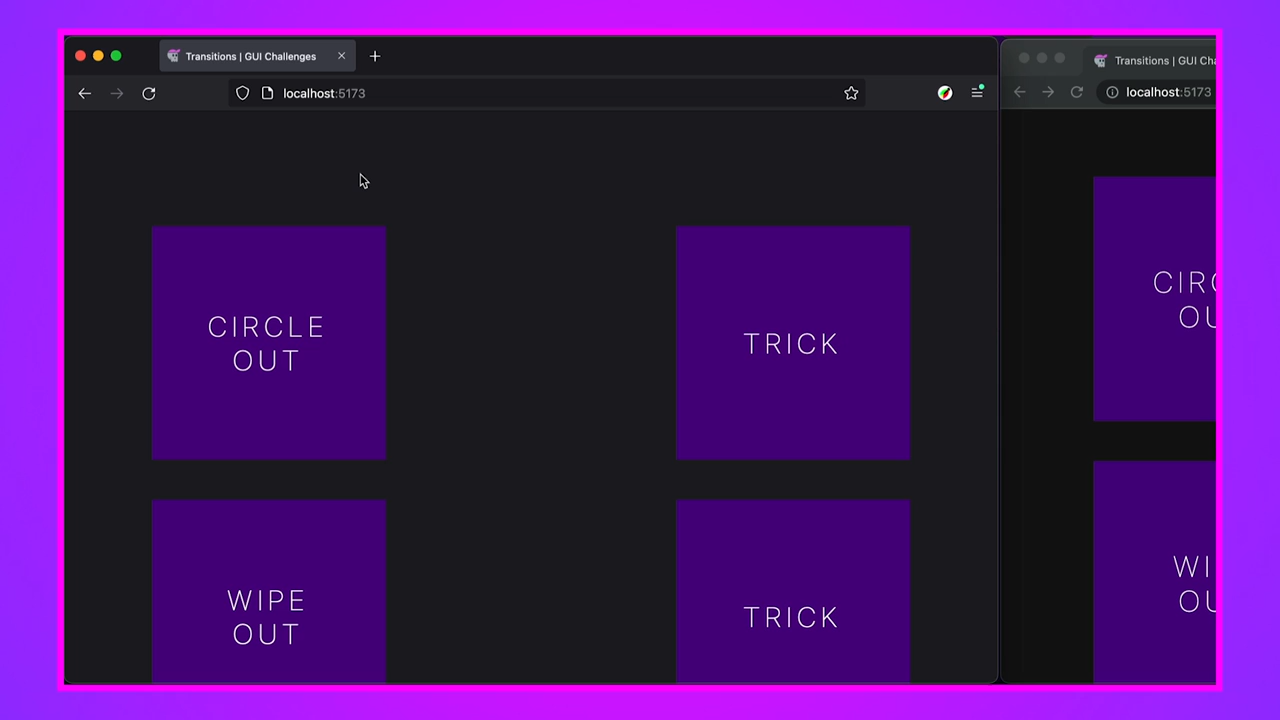 Transitions | GUI Challenges
localhost:5173
CIRCLE
OUT
TRICK
WIPE
OUT
TRICK
Transitions | GUI Cha
localhost:5173
CIRC
OU
WI
OU